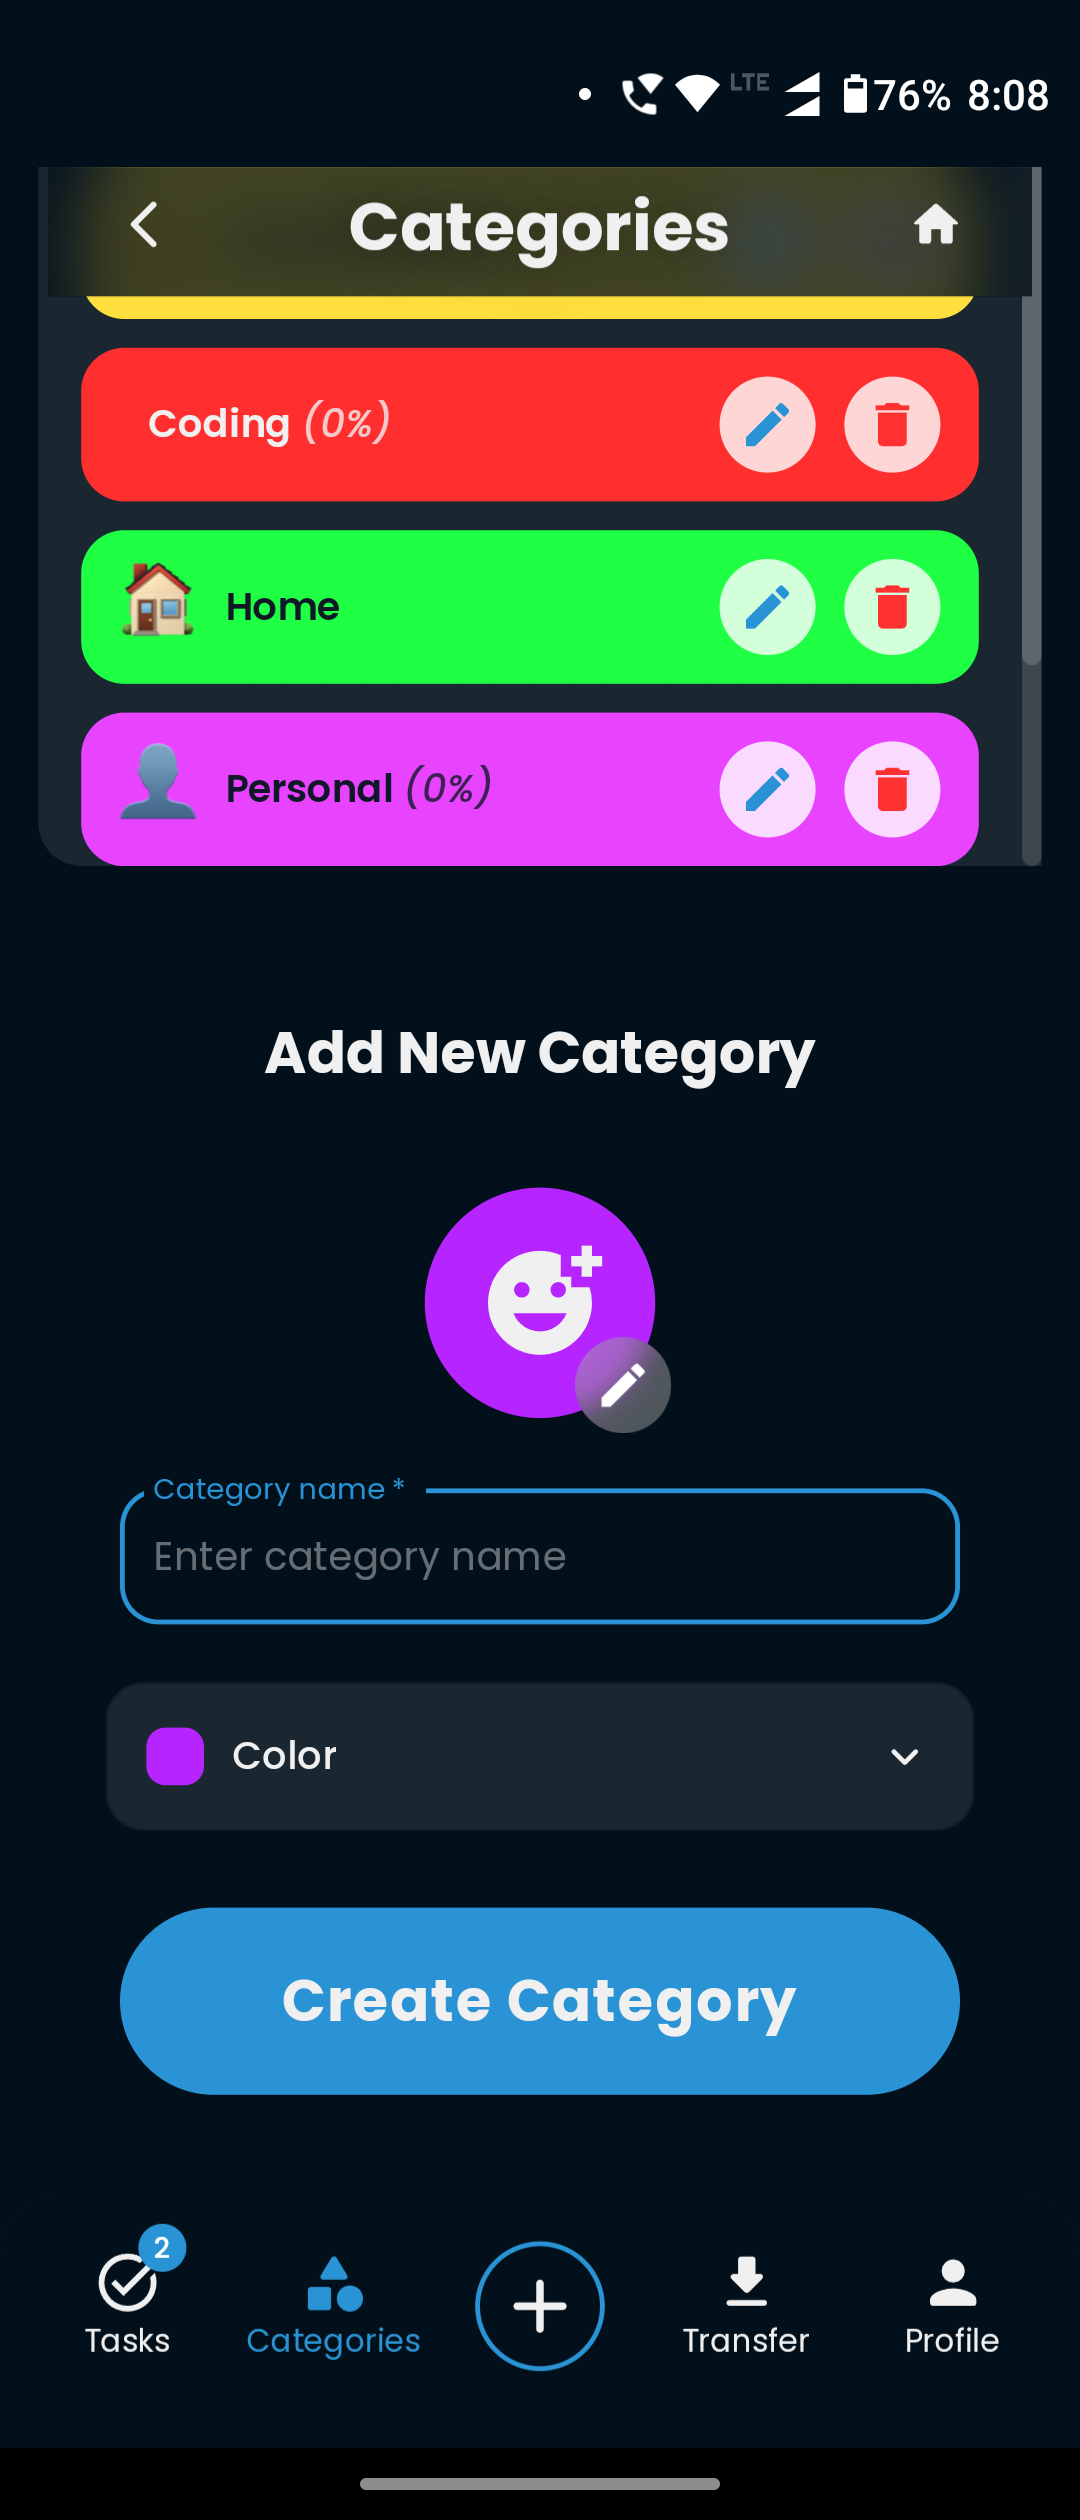 LTE 76% 8:08
Categories
Coding (0%)
Home
Personal (0%)
Add New Category
Category name *
Enter category name
Color
Create Category
2
Tasks Categories Transfer Profile